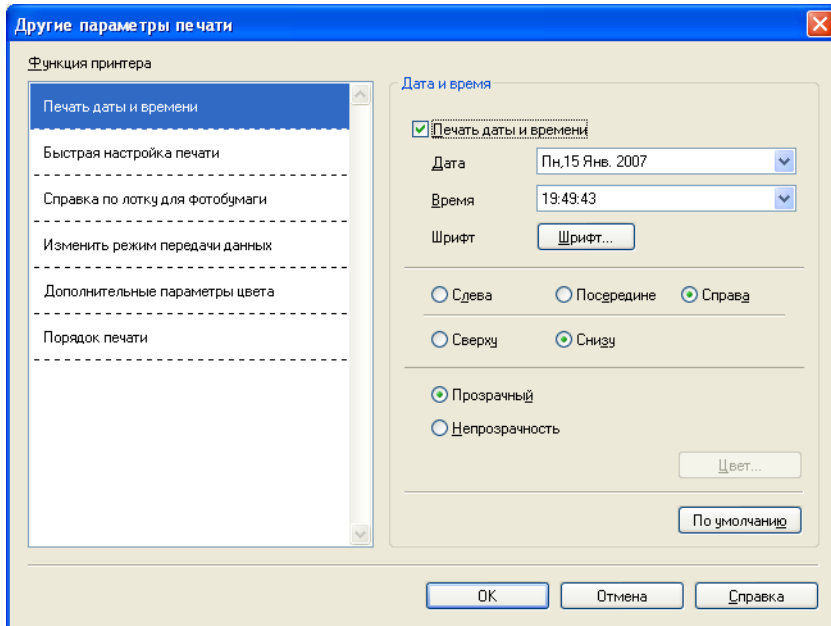 Другие параметры печати
Функция принтера
Печать даты и времени
Быстрая настройка печати
Справка по лотку для фотобумаги
Изменить режим передачи данных
Дополнительные параметры цвета
Порядок печати
Дата и время
Печать даты и времени
Дата Пн,15 Янв. 2007
Время 19:49:43
Шрифт Шрифт...
Слева Посередине Справа
Сверху Снизу
Прозрачный
Непрозрачность
Цвет...
По умолчанию
OK Отмена Справка